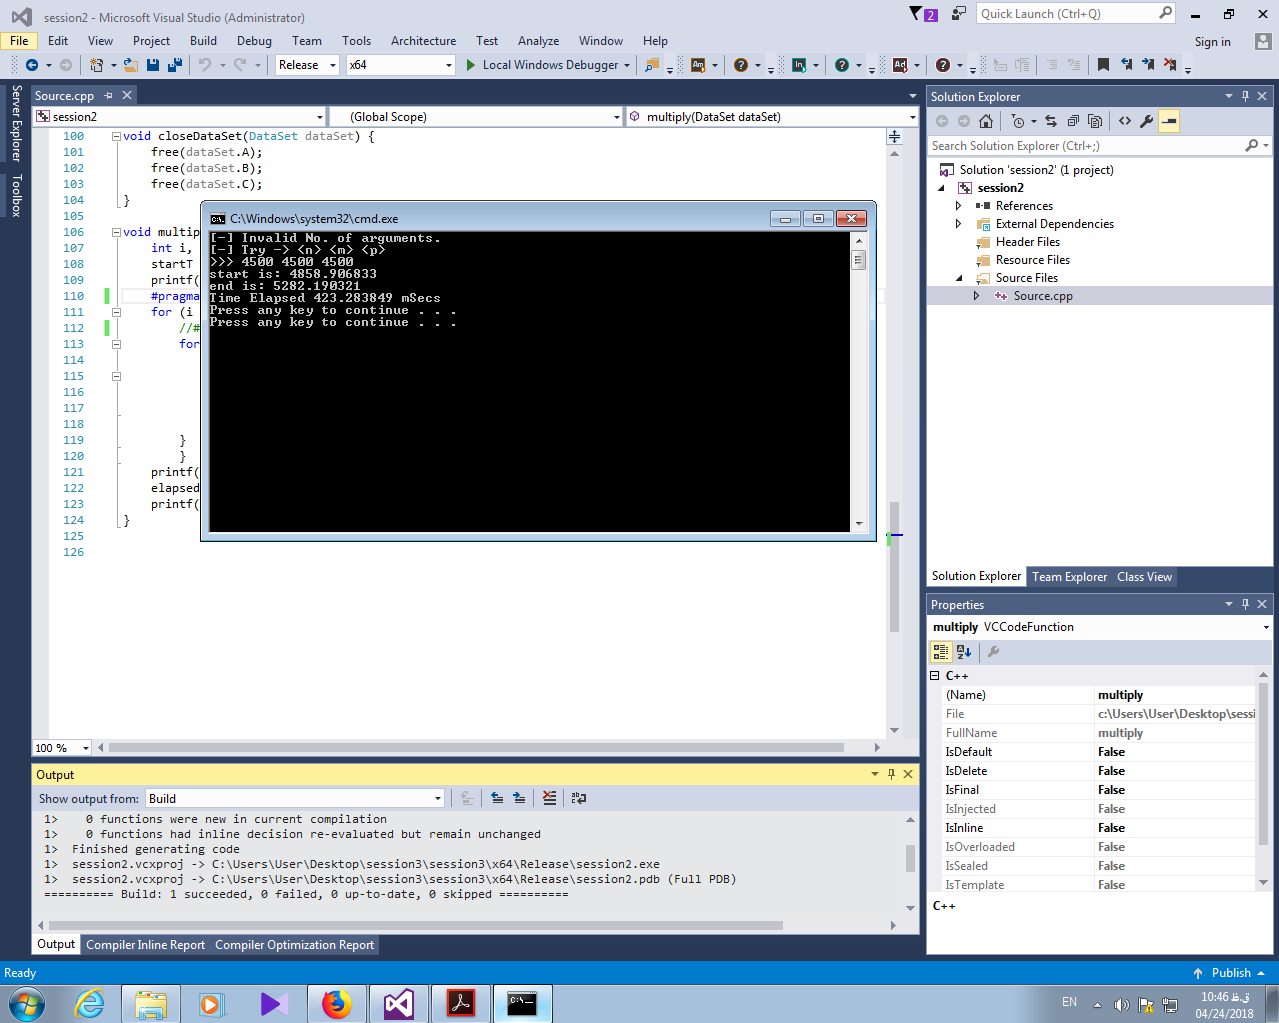 session2 - Microsoft Visual Studio (Administrator)
2
Quick Launch (Ctrl+Q)
File Edit View Project Build Debug Team Tools Architecture Test Analyze Window Help
Sign in
Release x64 Local Windows Debugger
Server Explorer
Toolbox
Source.cpp
session2 (Global Scope) multiply(DataSet dataSet)
100 void closeDataSet(DataSet dataSet) {
101 free(dataSet.A);
102 free(dataSet.B);
103 free(dataSet.C);
104 }
105
106 void multip
107 int i,
108 startT
109 printf(
110 #pragma
111 for (i
112 //#
113 for
114
115
116
117
118
119 }
120 }
121 printf(
122 elapsed
123 printf(
124 }
125
126
C:\Windows\system32\cmd.exe
[-] Invalid No. of arguments.
[-] Try -> <n> <m> <p>
>>> 4500 4500 4500
start is: 4858.906833
end is: 5282.190321
Time Elapsed 423.283849 mSecs
Press any key to continue . . .
Press any key to continue . . .
100 %
Output
Show output from: Build
1> 0 functions were new in current compilation
1> 0 functions had inline decision re-evaluated but remain unchanged
1> Finished generating code
1> session2.vcxproj -> C:\Users\User\Desktop\session3\session3\x64\Release\session2.exe
1> session2.vcxproj -> C:\Users\User\Desktop\session3\session3\x64\Release\session2.pdb (Full PDB)
========== Build: 1 succeeded, 0 failed, 0 up-to-date, 0 skipped ==========
Output Compiler Inline Report Compiler Optimization Report
Solution Explorer
Search Solution Explorer (Ctrl+;)
Solution 'session2' (1 project)
session2
References
External Dependencies
Header Files
Resource Files
Source Files
Source.cpp
Solution Explorer Team Explorer Class View
Properties
multiply VCCodeFunction
C++
(Name) multiply
File c:\Users\User\Desktop\sessi
FullName multiply
IsDefault False
IsDelete False
IsFinal False
IsInjected False
IsInline False
IsOverloaded False
IsSealed False
IsTemplate False
C++
Ready
Publish
EN
10:46 ق.ظ
04/24/2018